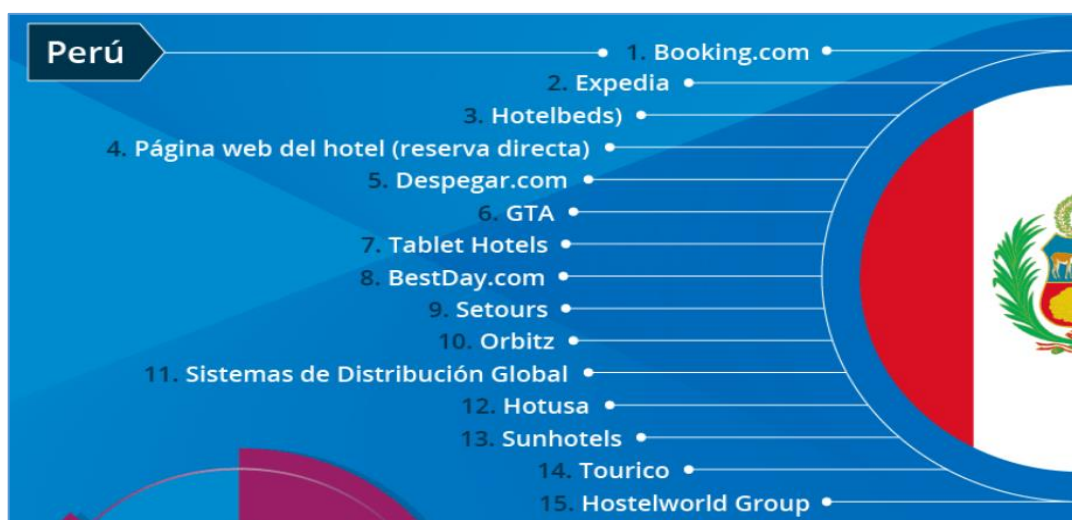 Perú
1. Booking.com
2. Expedia
3. Hotelbeds)
4. Página web del hotel (reserva directa)
5. Despegar.com
6. GTA
7. Tablet Hotels
8. BestDay.com
9. Setours
10. Orbitz
11. Sistemas de Distribución Global
12. Hotusa
13. Sunhotels
14. Tourico
15. Hostelworld Group